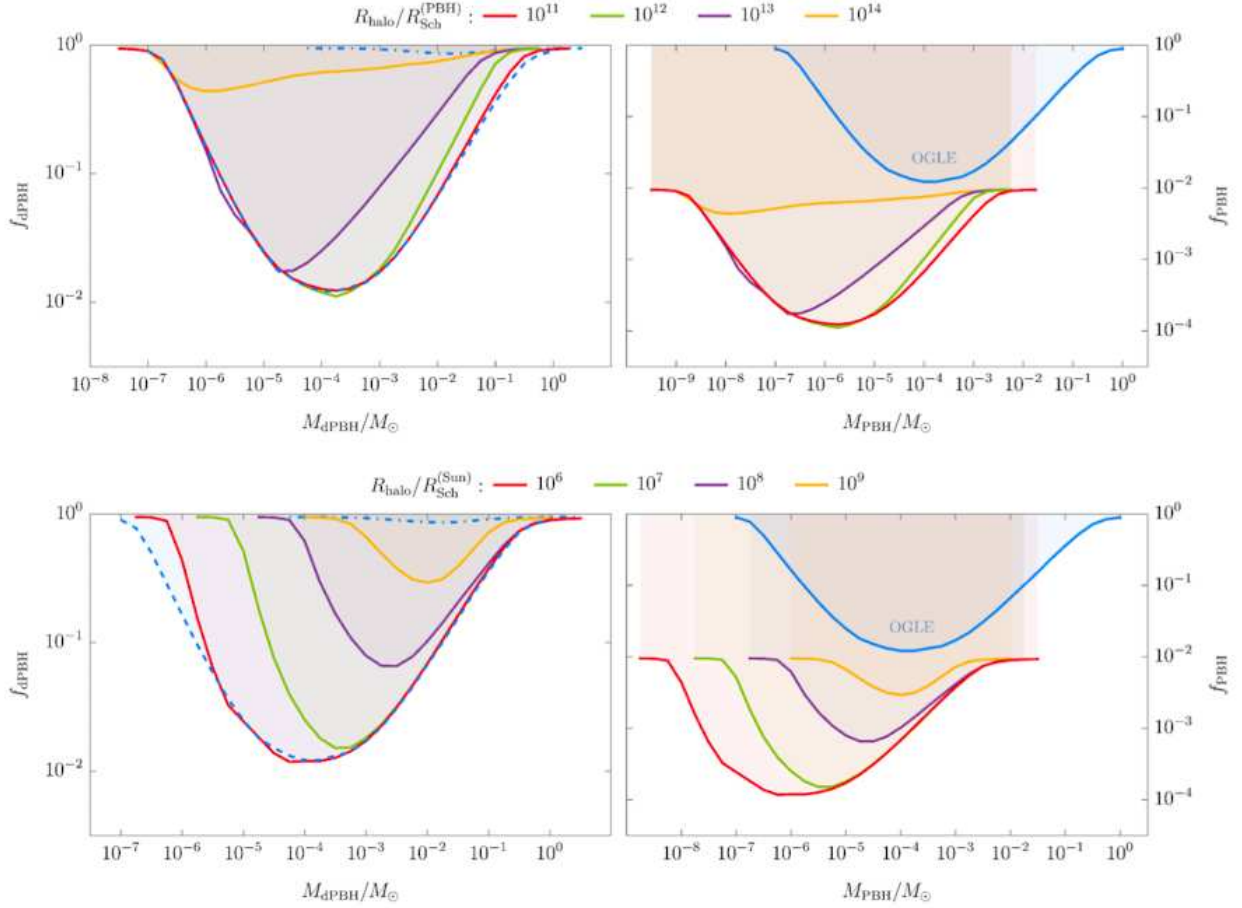 R_halo/R_Sch^(PBH) : 10^11 10^12 10^13 10^14
10^0
10^-1
10^-2
f_dPBH
10^-8 10^-7 10^-6 10^-5 10^-4 10^-3 10^-2 10^-1 10^0
M_dPBH/M_⊙
OGLE
10^0
10^-1
10^-2
10^-3
10^-4
f_PBH
10^-9 10^-8 10^-7 10^-6 10^-5 10^-4 10^-3 10^-2 10^-1 10^0
M_PBH/M_⊙
R_halo/R_Sch^(Sun) : 10^6 10^7 10^8 10^9
10^0
10^-1
10^-2
f_dPBH
10^-7 10^-6 10^-5 10^-4 10^-3 10^-2 10^-1 10^0
M_dPBH/M_⊙
OGLE
10^0
10^-1
10^-2
10^-3
10^-4
f_PBH
10^-8 10^-7 10^-6 10^-5 10^-4 10^-3 10^-2 10^-1 10^0
M_PBH/M_⊙